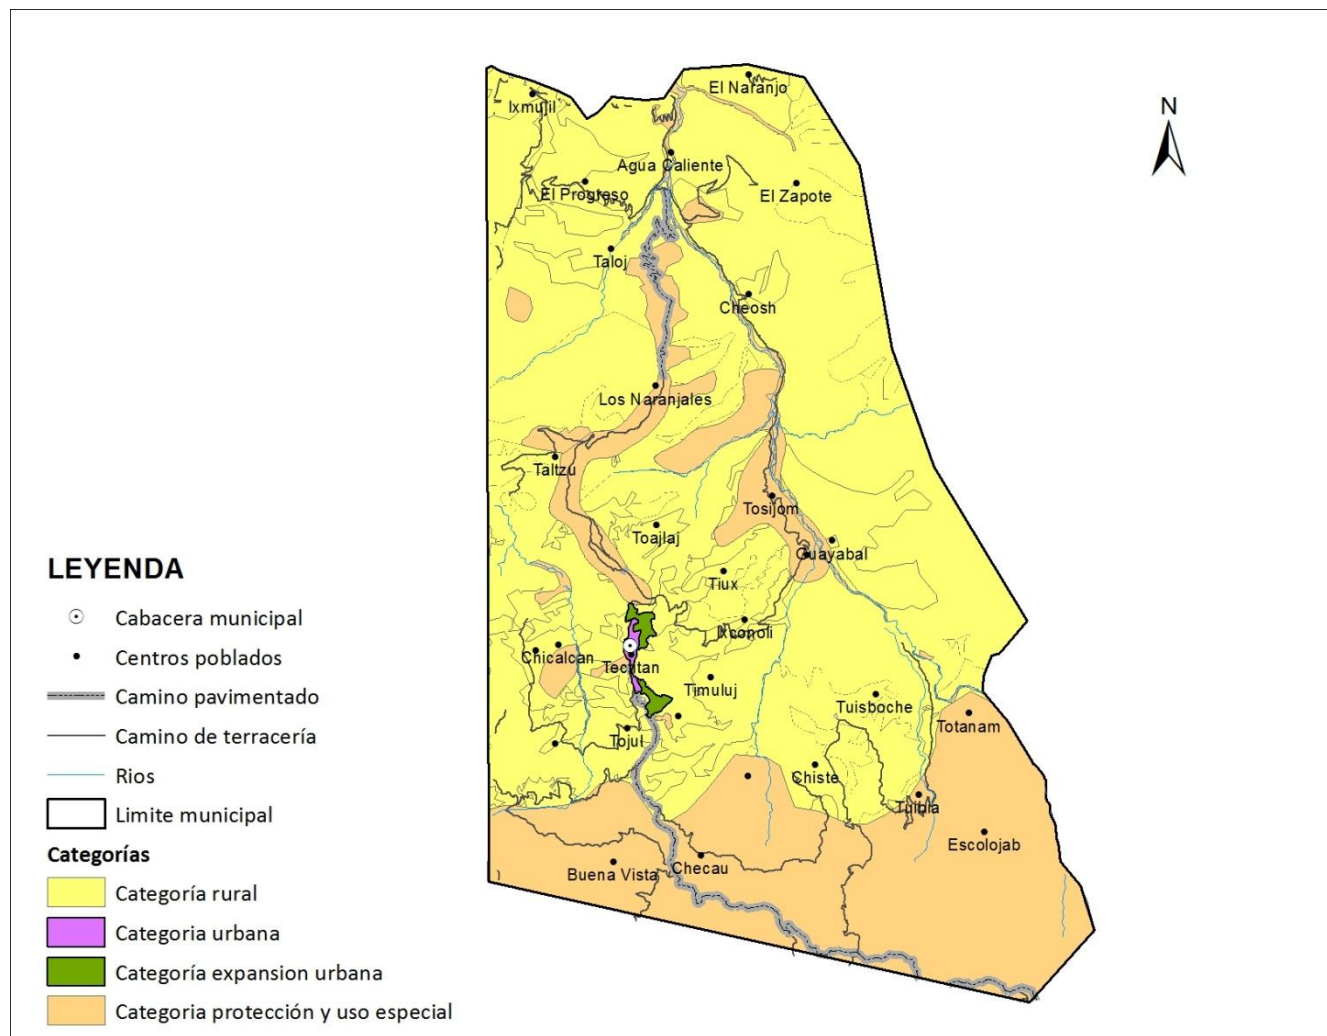 El Naranjo
Ixmujil
N
Agua Caliente
El Progreso
El Zapote
Taloj
Cheosh
Los Naranjales
Taltzu
Tosijom
Toajlaj
Guayabal
Tiux
Ixconoli
Chicalcan
Tectitan
Timuluj
Tuisboche
Totanam
Tojul
Chiste
Tuibia
Escolojab
Checau
Buena Vista
LEYENDA
Cabacera municipal
Centros poblados
Camino pavimentado
Camino de terracería
Rios
Limite municipal
Categorías
Categoría rural
Categoria urbana
Categoría expansion urbana
Categoria protección y uso especial